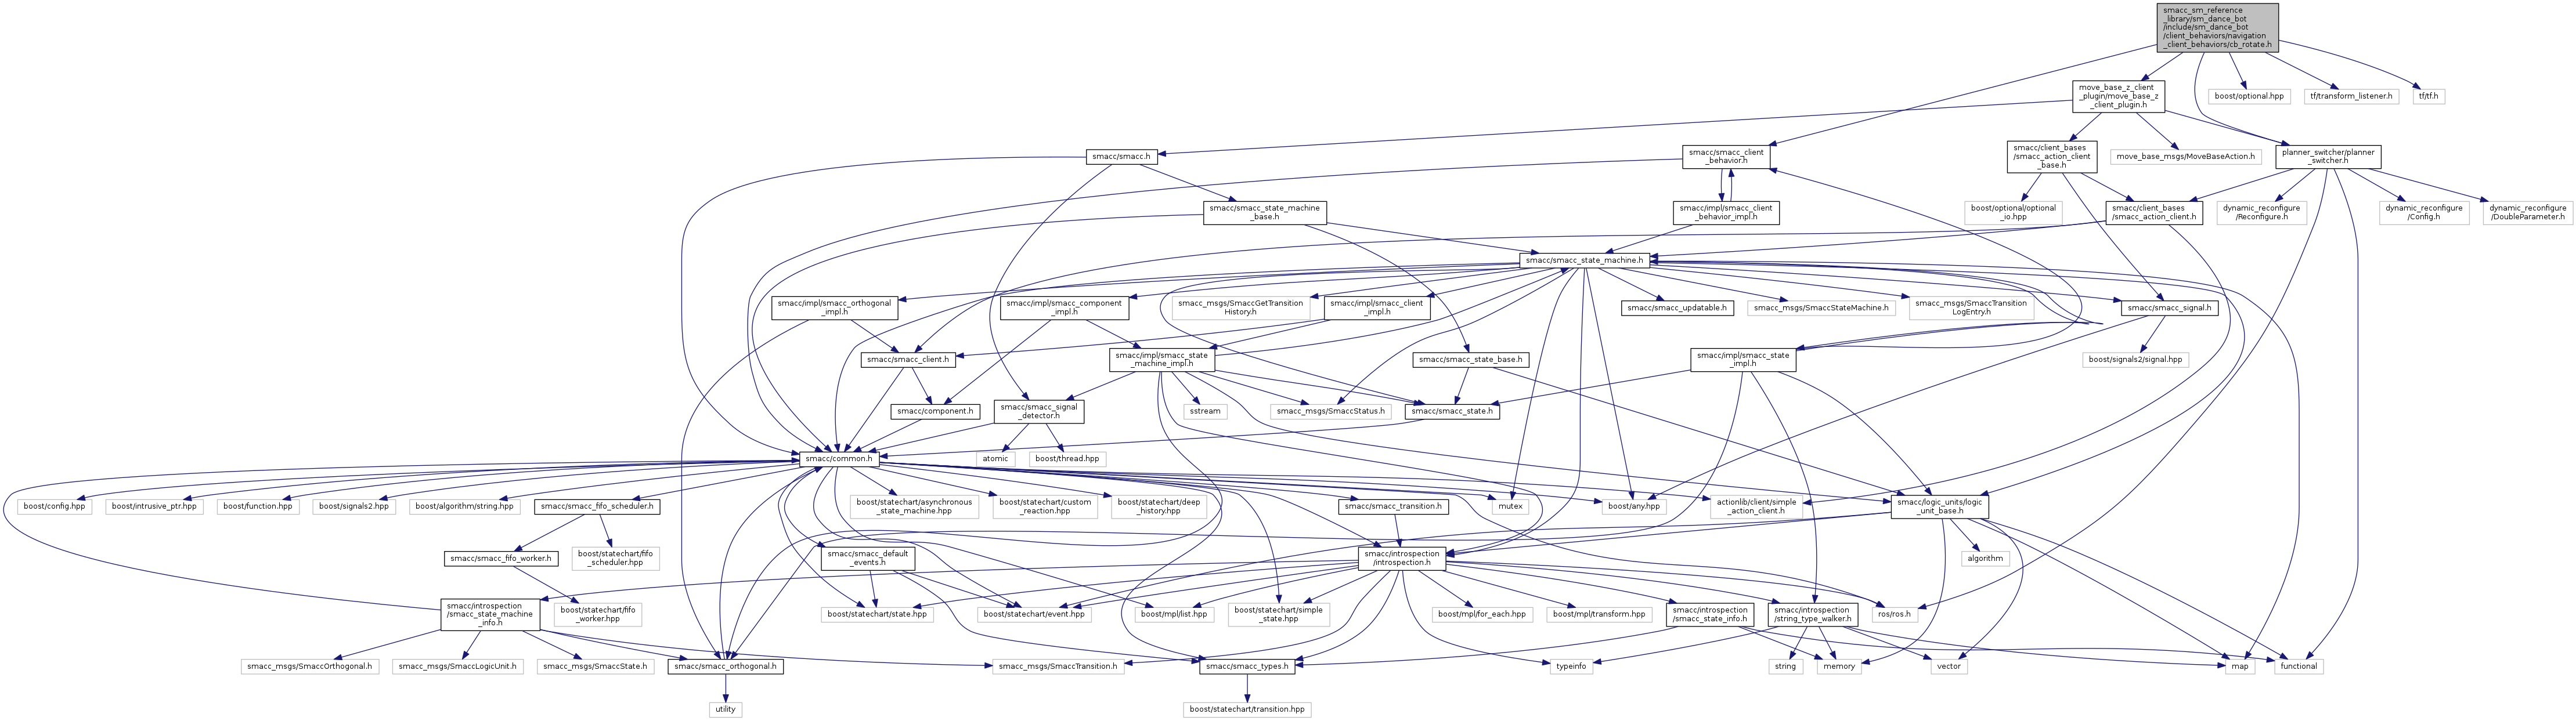 smacc_sm_reference
_library/sm_dance_bot
/include/sm_dance_bot
/client_behaviors/navigation
_client_behaviors/cb_rotate.h
move_base_z_client
_plugin/move_base_z
_client_plugin.h
boost/optional.hpp
tf/transform_listener.h
tf/tf.h
smacc/smacc.h
smacc/smacc_client
_behavior.h
smacc/client_bases
/smacc_action_client
_base.h
move_base_msgs/MoveBaseAction.h
planner_switcher/planner
_switcher.h
smacc/smacc_state_machine
_base.h
smacc/impl/smacc_client
_behavior_impl.h
boost/optional/optional
_io.hpp
smacc/client_bases
/smacc_action_client.h
dynamic_reconfigure
/Reconfigure.h
dynamic_reconfigure
/Config.h
dynamic_reconfigure
/DoubleParameter.h
smacc/smacc_state_machine.h
smacc/impl/smacc_orthogonal
_impl.h
smacc/impl/smacc_component
_impl.h
smacc_msgs/SmaccGetTransition
History.h
smacc/impl/smacc_client
_impl.h
smacc/smacc_updatable.h
smacc_msgs/SmaccStateMachine.h
smacc_msgs/SmaccTransition
LogEntry.h
smacc/smacc_signal.h
smacc/smacc_client.h
smacc/impl/smacc_state
_machine_impl.h
smacc/smacc_state_base.h
smacc/impl/smacc_state
_impl.h
boost/signals2/signal.hpp
smacc/component.h
smacc/smacc_signal
_detector.h
sstream
smacc_msgs/SmaccStatus.h
smacc/smacc_state.h
smacc/common.h
atomic
boost/thread.hpp
boost/config.hpp
boost/intrusive_ptr.hpp
boost/function.hpp
boost/signals2.hpp
boost/algorithm/string.hpp
smacc/smacc_fifo_scheduler.h
boost/statechart/asynchronous
_state_machine.hpp
boost/statechart/custom
_reaction.hpp
boost/statechart/deep
_history.hpp
smacc/smacc_transition.h
mutex
boost/any.hpp
actionlib/client/simple
_action_client.h
smacc/logic_units/logic
_unit_base.h
smacc/smacc_fifo_worker.h
boost/statechart/fifo
_scheduler.hpp
smacc/smacc_default
_events.h
smacc/introspection
/introspection.h
algorithm
smacc/introspection
/smacc_state_machine
_info.h
boost/statechart/fifo
_worker.hpp
boost/statechart/state.hpp
boost/statechart/event.hpp
boost/mpl/list.hpp
boost/statechart/simple
_state.hpp
boost/mpl/for_each.hpp
boost/mpl/transform.hpp
smacc/introspection
/smacc_state_info.h
smacc/introspection
/string_type_walker.h
ros/ros.h
smacc_msgs/SmaccOrthogonal.h
smacc_msgs/SmaccLogicUnit.h
smacc_msgs/SmaccState.h
smacc/smacc_orthogonal.h
smacc_msgs/SmaccTransition.h
smacc/smacc_types.h
typeinfo
string
memory
vector
map
functional
utility
boost/statechart/transition.hpp